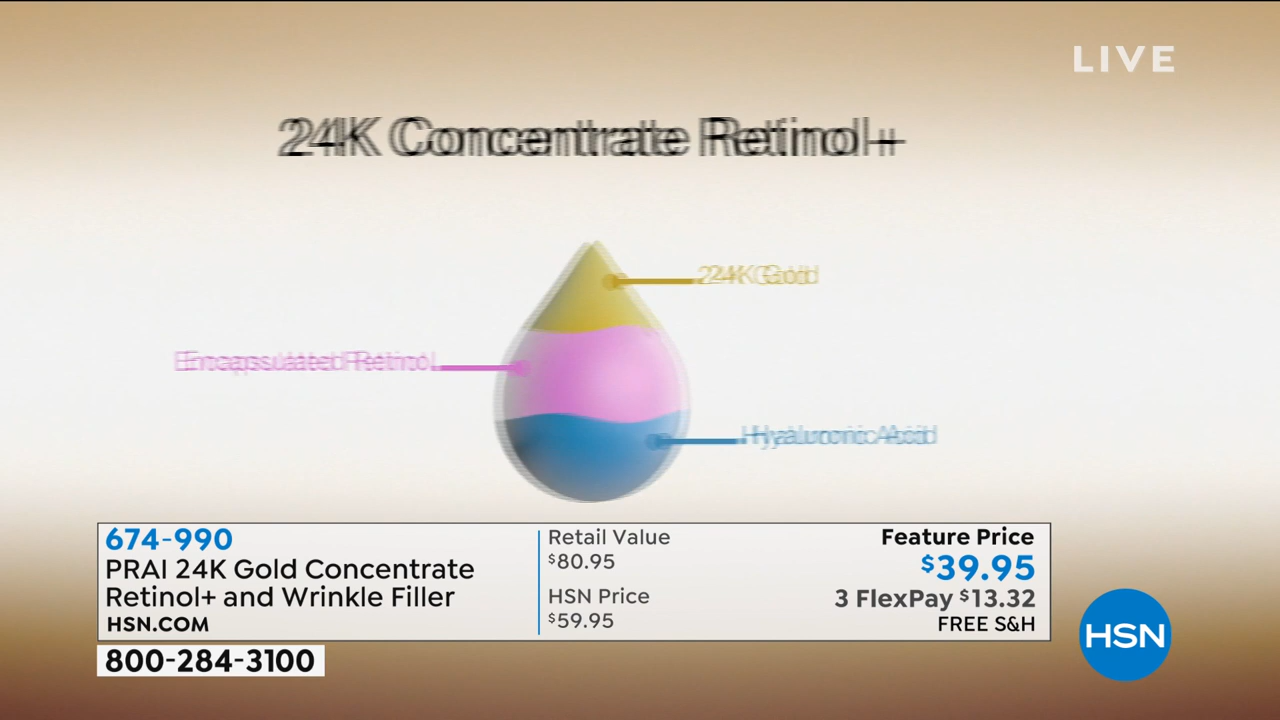 LIVE
24K Concentrate Retinol+
24K Gold
Encapsulated Retinol
Hyaluronic Acid
674-990
PRAI 24K Gold Concentrate
Retinol+ and Wrinkle Filler
HSN.COM
Retail Value
$80.95
HSN Price
$59.95
Feature Price
$39.95
3 FlexPay $13.32
FREE S&H
800-284-3100
HSN